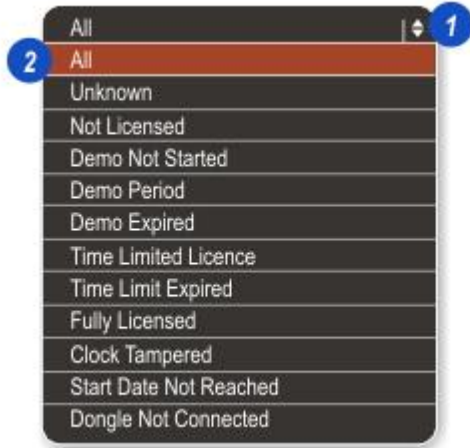 All
1
2
All
Unknown
Not Licensed
Demo Not Started
Demo Period
Demo Expired
Time Limited Licence
Time Limit Expired
Fully Licensed
Clock Tampered
Start Date Not Reached
Dongle Not Connected